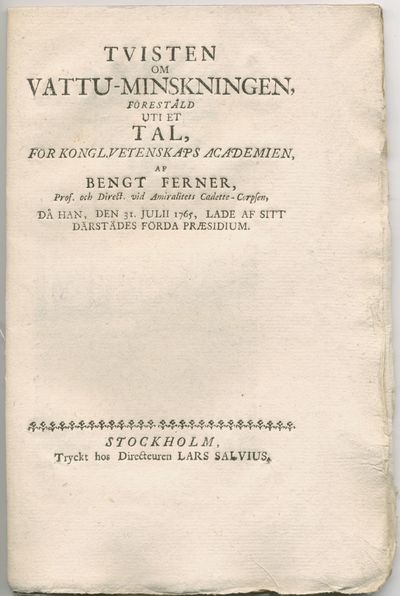 TVISTEN
OM
VATTU-MINSKNINGEN,
FÖRESTÅLD
UTI ET
TAL,
FÖR KONGL. VETENSKAPS ACADEMIEN,
AF
BENGT FERNER,
Prof. och Direct. vid Amiralitets Cadette-Corpsen,
DÅ HAN, DEN 31. JULII 1765, LADE AF SITT
DÄRSTÄDES FÖRDA PRÆSIDIUM.
STOCKHOLM,
Tryckt hos Directeuren LARS SALVIUS.